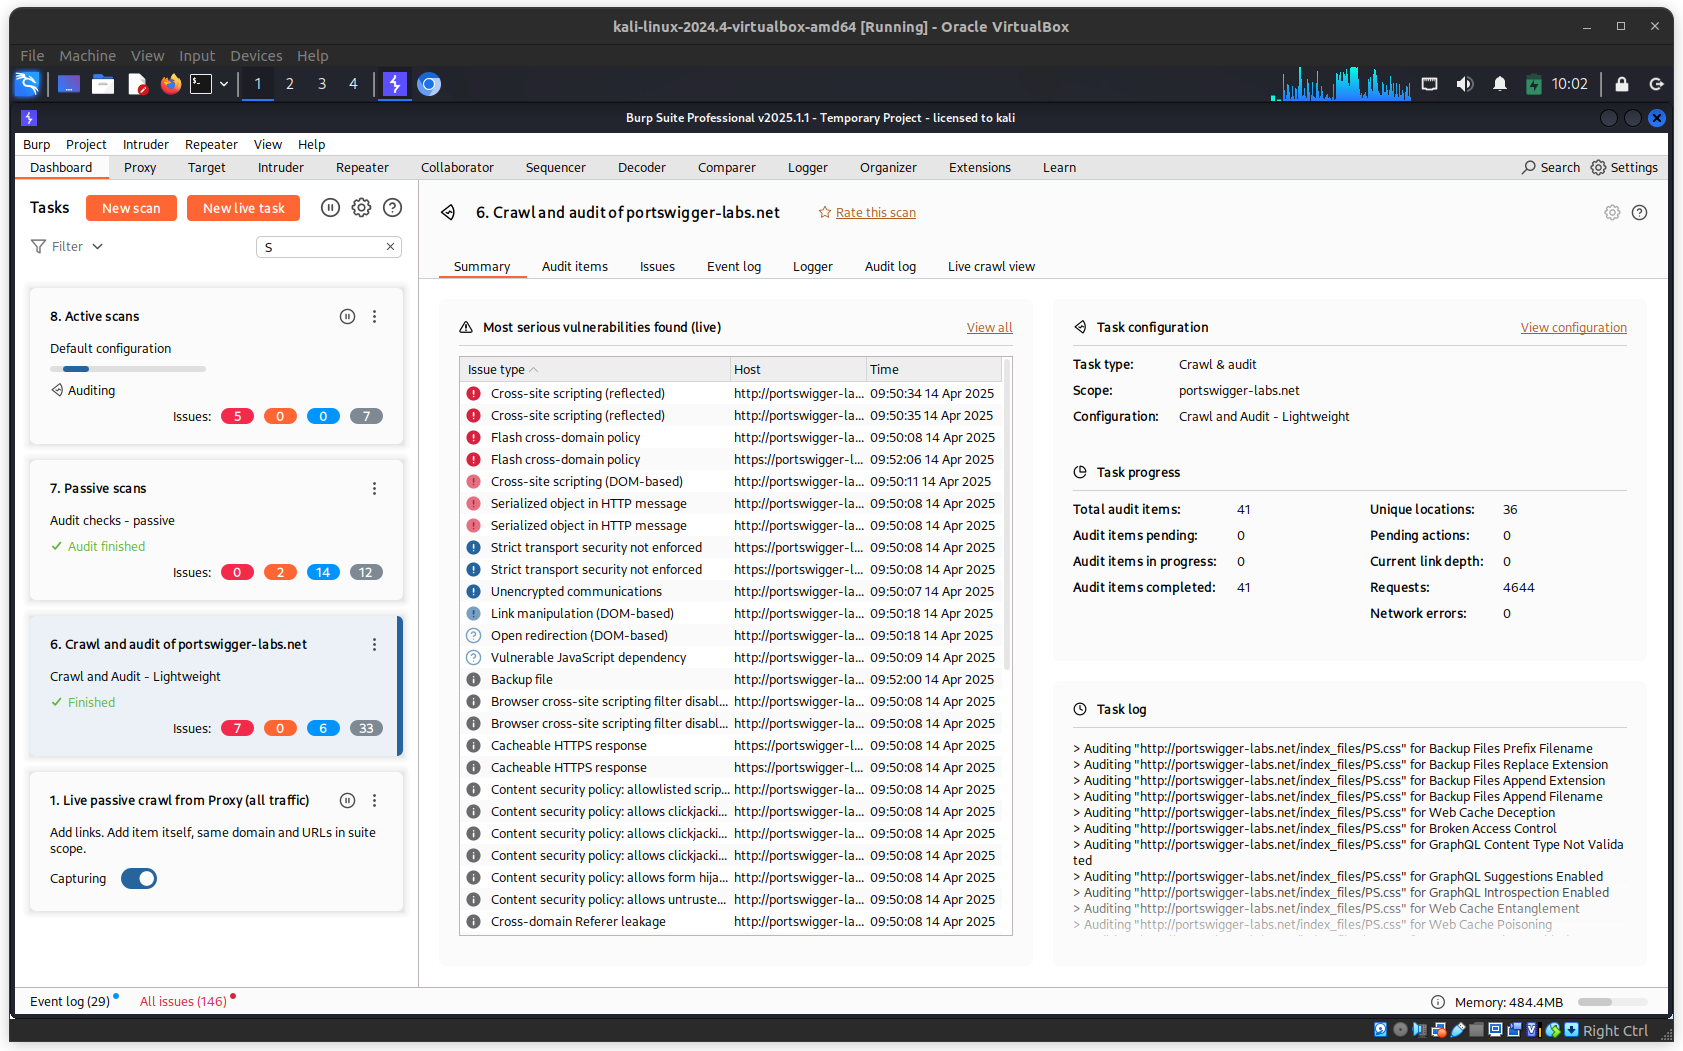 kali-linux-2024.4-virtualbox-amd64 [Running] - Oracle VirtualBox
File Machine View Input Devices Help
1 2 3 4 10:02
Burp Suite Professional v2025.1.1 - Temporary Project - licensed to kali
Burp Project Intruder Repeater View Help
Dashboard Proxy Target Intruder Repeater Collaborator Sequencer Decoder Comparer Logger Organizer Extensions Learn Search Settings
Tasks New scan New live task
Filter S
8. Active scans
Default configuration
Auditing
Issues: 5 0 0 7
7. Passive scans
Audit checks - passive
Audit finished
Issues: 0 2 14 12
6. Crawl and audit of portswigger-labs.net
Crawl and Audit - Lightweight
Finished
Issues: 7 0 6 33
1. Live passive crawl from Proxy (all traffic)
Add links. Add item itself, same domain and URLs in suite
scope.
Capturing
6. Crawl and audit of portswigger-labs.net Rate this scan
Summary Audit items Issues Event log Logger Audit log Live crawl view
Most serious vulnerabilities found (live) View all
Issue type Host Time
Cross-site scripting (reflected) http://portswigger-la... 09:50:34 14 Apr 2025
Cross-site scripting (reflected) http://portswigger-la... 09:50:35 14 Apr 2025
Flash cross-domain policy http://portswigger-la... 09:50:08 14 Apr 2025
Flash cross-domain policy https://portswigger-l... 09:52:06 14 Apr 2025
Cross-site scripting (DOM-based) http://portswigger-la... 09:50:11 14 Apr 2025
Serialized object in HTTP message http://portswigger-la... 09:50:08 14 Apr 2025
Serialized object in HTTP message http://portswigger-la... 09:50:08 14 Apr 2025
Strict transport security not enforced https://portswigger-l... 09:50:08 14 Apr 2025
Strict transport security not enforced https://portswigger-l... 09:50:08 14 Apr 2025
Unencrypted communications http://portswigger-la... 09:50:07 14 Apr 2025
Link manipulation (DOM-based) http://portswigger-la... 09:50:18 14 Apr 2025
Open redirection (DOM-based) http://portswigger-la... 09:50:18 14 Apr 2025
Vulnerable JavaScript dependency http://portswigger-la... 09:50:09 14 Apr 2025
Backup file http://portswigger-la... 09:52:00 14 Apr 2025
Browser cross-site scripting filter disabl... http://portswigger-la... 09:50:08 14 Apr 2025
Browser cross-site scripting filter disabl... http://portswigger-la... 09:50:08 14 Apr 2025
Cacheable HTTPS response https://portswigger-l... 09:50:08 14 Apr 2025
Cacheable HTTPS response https://portswigger-l... 09:50:08 14 Apr 2025
Content security policy: allowlisted scrip... http://portswigger-la... 09:50:08 14 Apr 2025
Content security policy: allows clickjacki... http://portswigger-la... 09:50:08 14 Apr 2025
Content security policy: allows clickjacki... http://portswigger-la... 09:50:08 14 Apr 2025
Content security policy: allows clickjacki... http://portswigger-la... 09:50:08 14 Apr 2025
Content security policy: allows form hija... http://portswigger-la... 09:50:08 14 Apr 2025
Content security policy: allows untruste... http://portswigger-la... 09:50:08 14 Apr 2025
Cross-domain Referer leakage http://portswigger-la... 09:50:08 14 Apr 2025
Task configuration View configuration
Task type: Crawl & audit
Scope: portswigger-labs.net
Configuration: Crawl and Audit - Lightweight
Task progress
Total audit items: 41 Unique locations: 36
Audit items pending: 0 Pending actions: 0
Audit items in progress: 0 Current link depth: 0
Audit items completed: 41 Requests: 4644
Network errors: 0
Task log
> Auditing "http://portswigger-labs.net/index_files/PS.css" for Backup Files Prefix Filename
> Auditing "http://portswigger-labs.net/index_files/PS.css" for Backup Files Replace Extension
> Auditing "http://portswigger-labs.net/index_files/PS.css" for Backup Files Append Extension
> Auditing "http://portswigger-labs.net/index_files/PS.css" for Backup Files Append Filename
> Auditing "http://portswigger-labs.net/index_files/PS.css" for Web Cache Deception
> Auditing "http://portswigger-labs.net/index_files/PS.css" for Broken Access Control
> Auditing "http://portswigger-labs.net/index_files/PS.css" for GraphQL Content Type Not Valida
ted
> Auditing "http://portswigger-labs.net/index_files/PS.css" for GraphQL Suggestions Enabled
> Auditing "http://portswigger-labs.net/index_files/PS.css" for GraphQL Introspection Enabled
> Auditing "http://portswigger-labs.net/index_files/PS.css" for Web Cache Entanglement
> Auditing "http://portswigger-labs.net/index_files/PS.css" for Web Cache Poisoning
Event log (29) All issues (146) Memory: 484.4MB
Right Ctrl